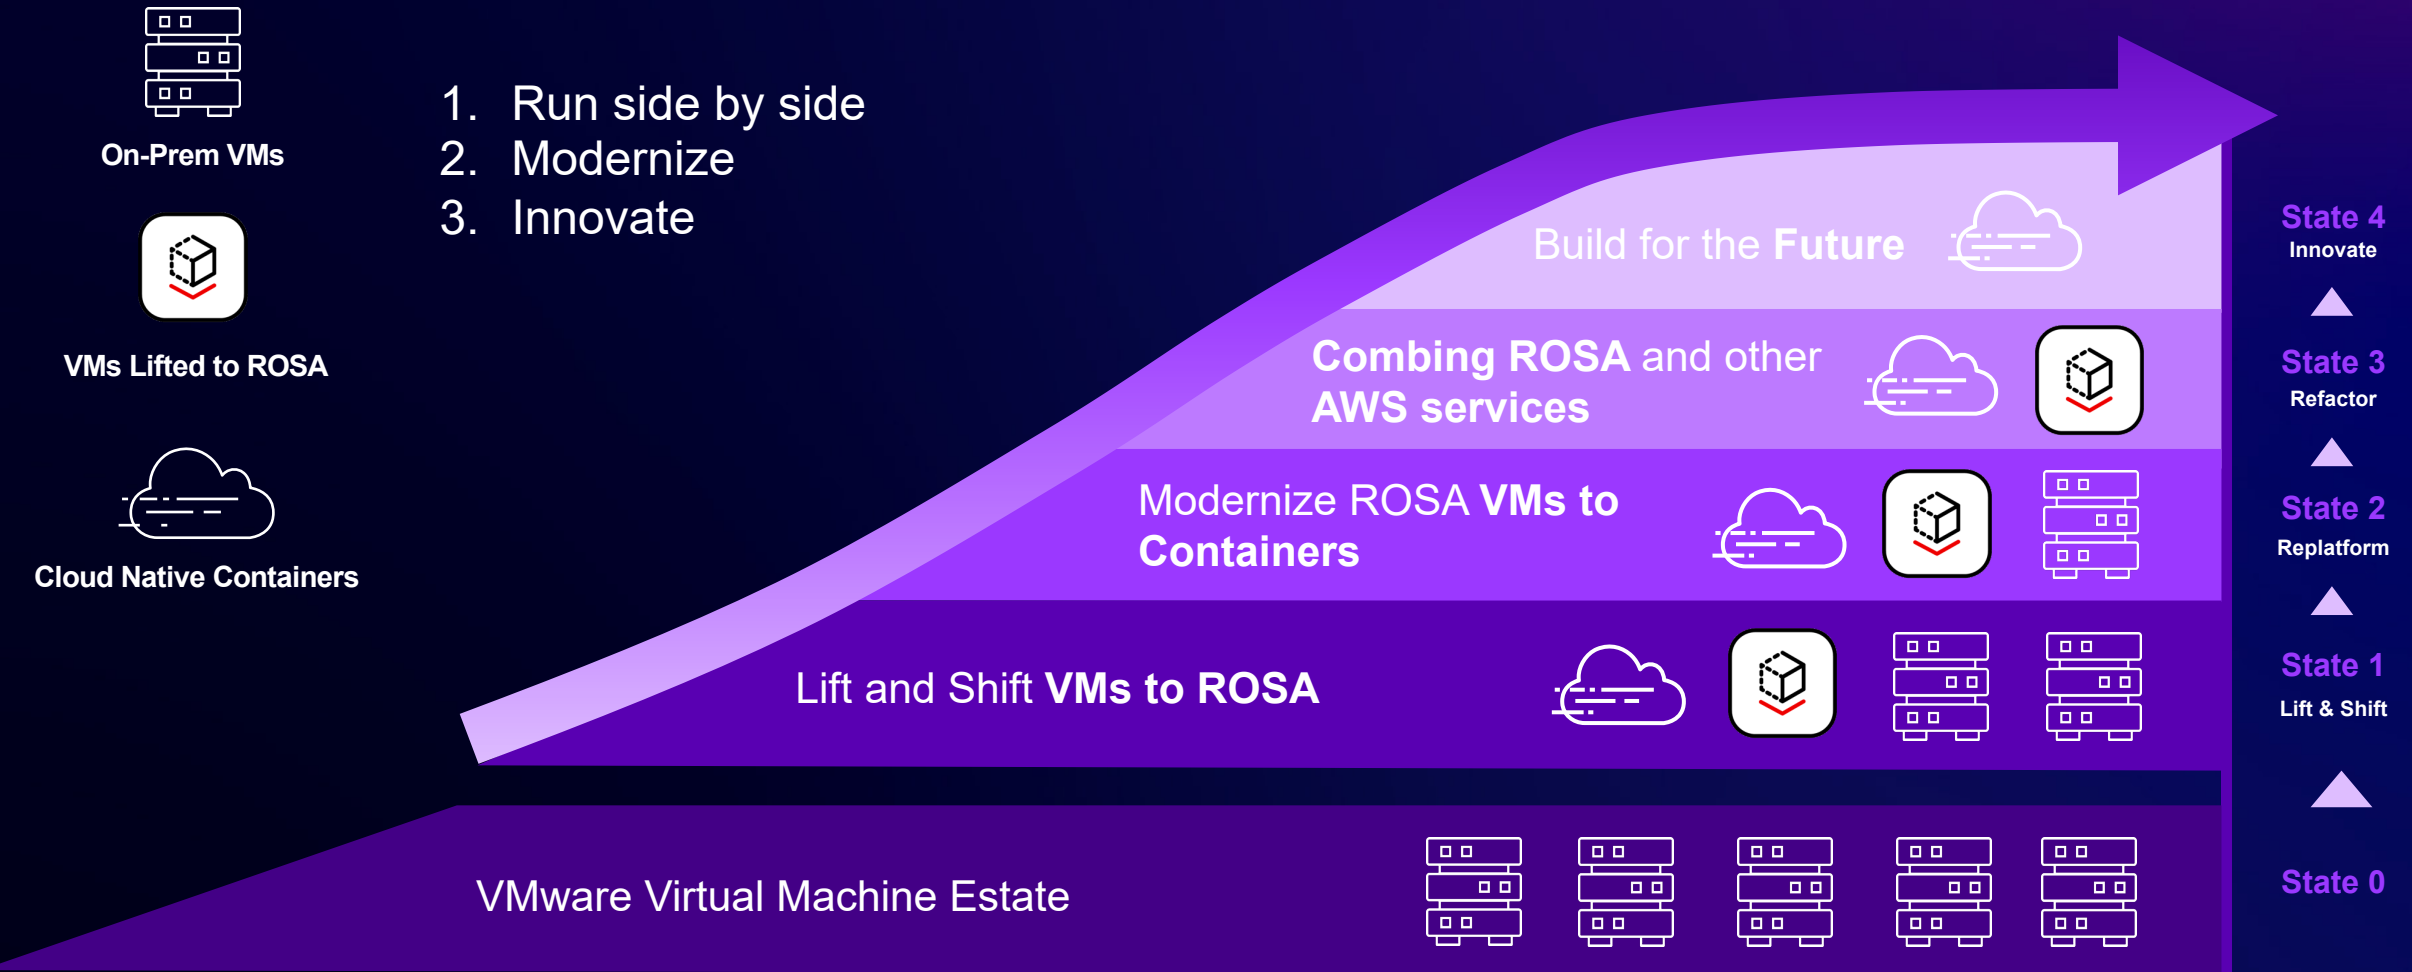 On-Prem VMs
VMs Lifted to ROSA
Cloud Native Containers
1. Run side by side
2. Modernize
3. Innovate
Build for the Future
Combing ROSA and other
AWS services
Modernize ROSA VMs to
Containers
Lift and Shift VMs to ROSA
VMware Virtual Machine Estate
State 4
Innovate
State 3
Refactor
State 2
Replatform
State 1
Lift & Shift
State 0